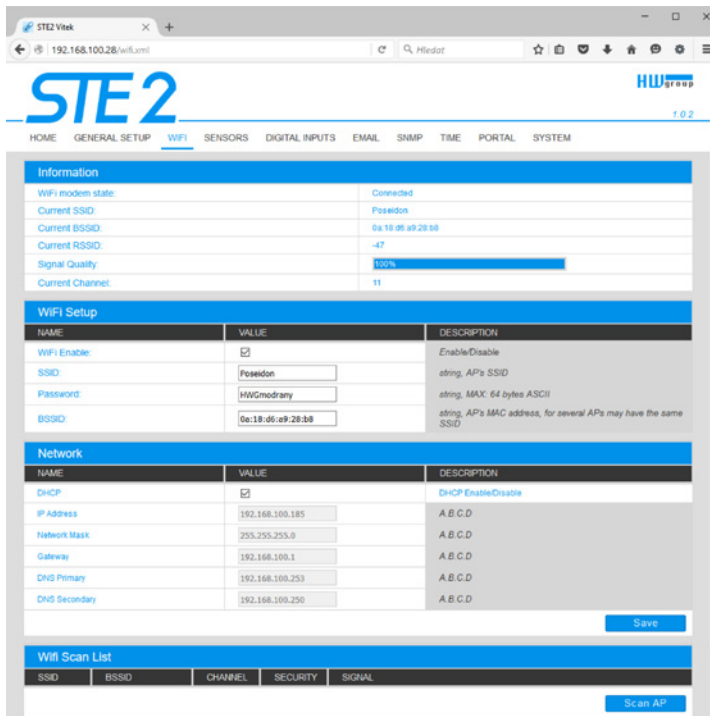 STE2 Vitek
192.168.100.28/wifi.xml
Hledat
STE2
HWgroup
1.0.2
HOME GENERAL SETUP WIFI SENSORS DIGITAL INPUTS EMAIL SNMP TIME PORTAL SYSTEM
Information
WiFi modem state: Connected
Current SSID: Poseidon
Current BSSID: 0a:18:d6:a9:28:b8
Current RSSID: -47
Signal Quality: 100%
Current Channel: 11
WiFi Setup
NAME VALUE DESCRIPTION
WiFi Enable: Enable/Disable
SSID: Poseidon string, AP's SSID
Password: HWGmodrany string, MAX: 64 bytes ASCII
BSSID: 0a:18:d6:a9:28:b8 string, AP's MAC address, for several APs may have the same
SSID
Network
NAME VALUE DESCRIPTION
DHCP DHCP Enable/Disable
IP Address 192.168.100.185 A.B.C.D
Network Mask 255.255.255.0 A.B.C.D
Gateway 192.168.100.1 A.B.C.D
DNS Primary 192.168.100.253 A.B.C.D
DNS Secondary 192.168.100.250 A.B.C.D
Save
Wifi Scan List
SSID BSSID CHANNEL SECURITY SIGNAL
Scan AP